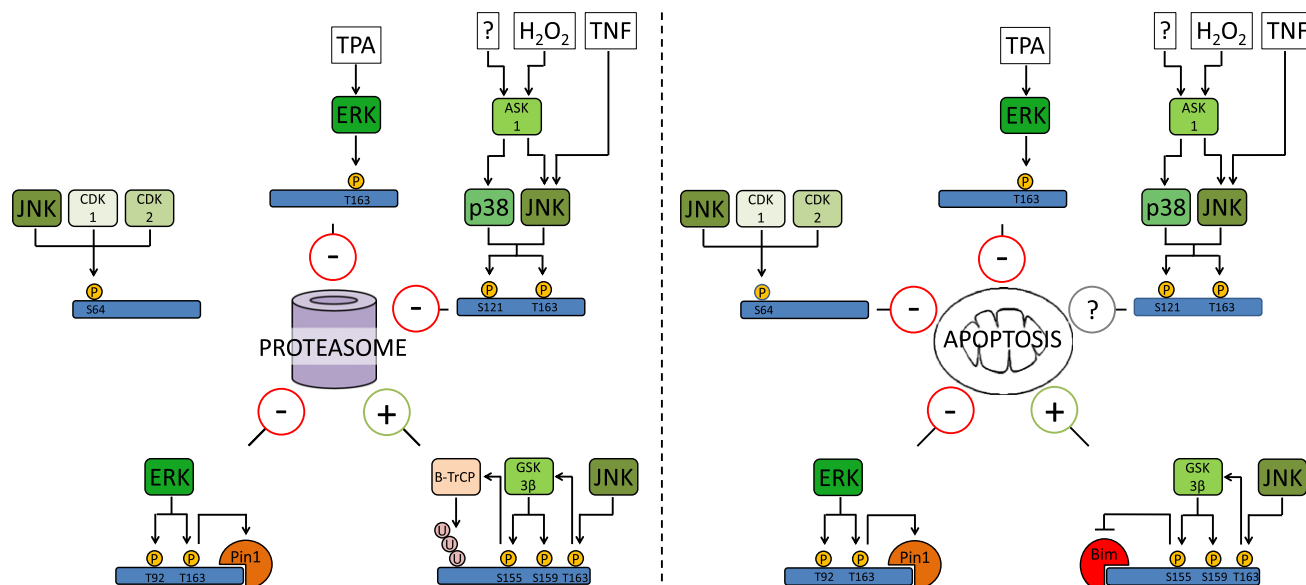 TPA
?
H₂O₂
TNF
ERK
ASK
1
P
T163
JNK
CDK
1
CDK
2
p38
JNK
P
S64
-
P
P
S121
T163
-
PROTEASOME
-
+
ERK
P
P
T92
T163
Pin1
B-TrCP
GSK
3β
JNK
U
U
U
P
P
P
S155
S159
T163
TPA
?
H₂O₂
TNF
ERK
ASK
1
P
T163
JNK
CDK
1
CDK
2
p38
JNK
P
S64
-
-
?
P
P
S121
T163
APOPTOSIS
-
+
ERK
P
P
T92
T163
Pin1
GSK
3β
JNK
Bim
P
P
P
S155
S159
T163